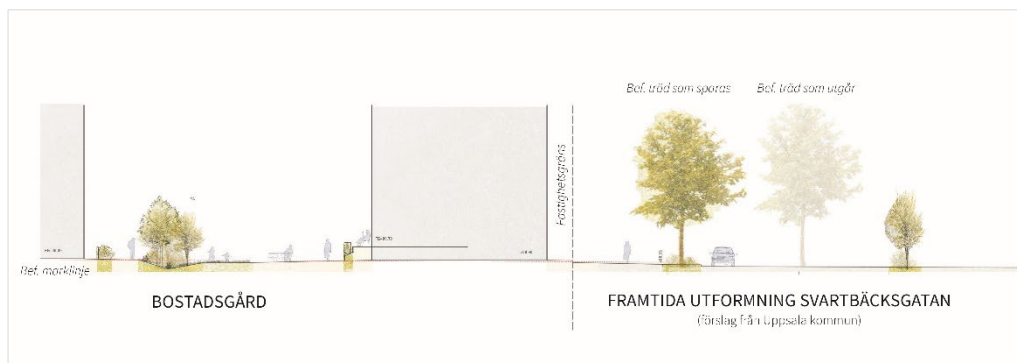 Bef. träd som sparas
Bef. träd som utgår
Fastighetsgräns
Bef. marklinje
BOSTADSGÅRD
FRAMTIDA UTFORMNING SVARTBÄCKSGATAN
(förslag från Uppsala kommun)